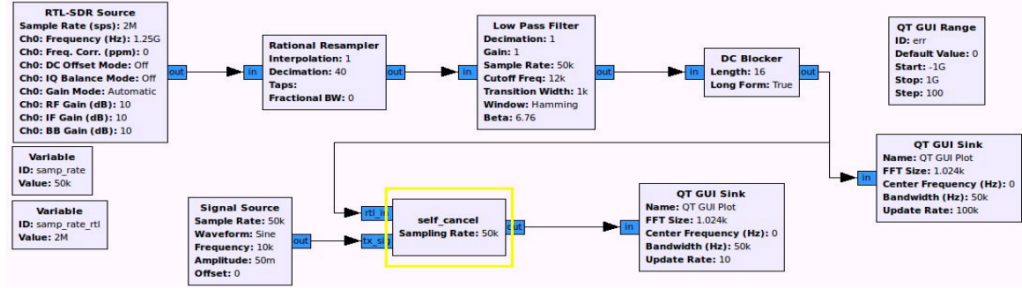 RTL-SDR Source
Sample Rate (sps): 2M
Ch0: Frequency (Hz): 1.25G
Ch0: Freq. Corr. (ppm): 0
Ch0: DC Offset Mode: Off
Ch0: IQ Balance Mode: Off
Ch0: Gain Mode: Automatic
Ch0: RF Gain (dB): 10
Ch0: IF Gain (dB): 10
Ch0: BB Gain (dB): 10
out
in
Rational Resampler
Interpolation: 1
Decimation: 40
Taps:
Fractional BW: 0
out
in
Low Pass Filter
Decimation: 1
Gain: 1
Sample Rate: 50k
Cutoff Freq: 12k
Transition Width: 1k
Window: Hamming
Beta: 6.76
out
in
DC Blocker
Length: 16
Long Form: True
out
QT GUI Range
ID: err
Default Value: 0
Start: -1G
Stop: 1G
Step: 100
Variable
ID: samp_rate
Value: 50k
Variable
ID: samp_rate_rtl
Value: 2M
Signal Source
Sample Rate: 50k
Waveform: Sine
Frequency: 10k
Amplitude: 50m
Offset: 0
out
rtl_in
tx_sig
self_cancel
Sampling Rate: 50k
out
in
QT GUI Sink
Name: QT GUI Plot
FFT Size: 1.024k
Center Frequency (Hz): 0
Bandwidth (Hz): 50k
Update Rate: 10
in
QT GUI Sink
Name: QT GUI Plot
FFT Size: 1.024k
Center Frequency (Hz): 0
Bandwidth (Hz): 50k
Update Rate: 100k